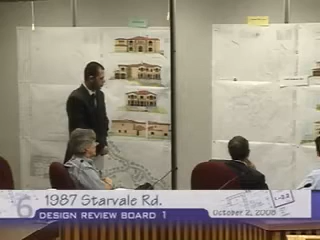 6
1987 Starvale Rd.
DESIGN REVIEW BOARD 1
October 2, 2008